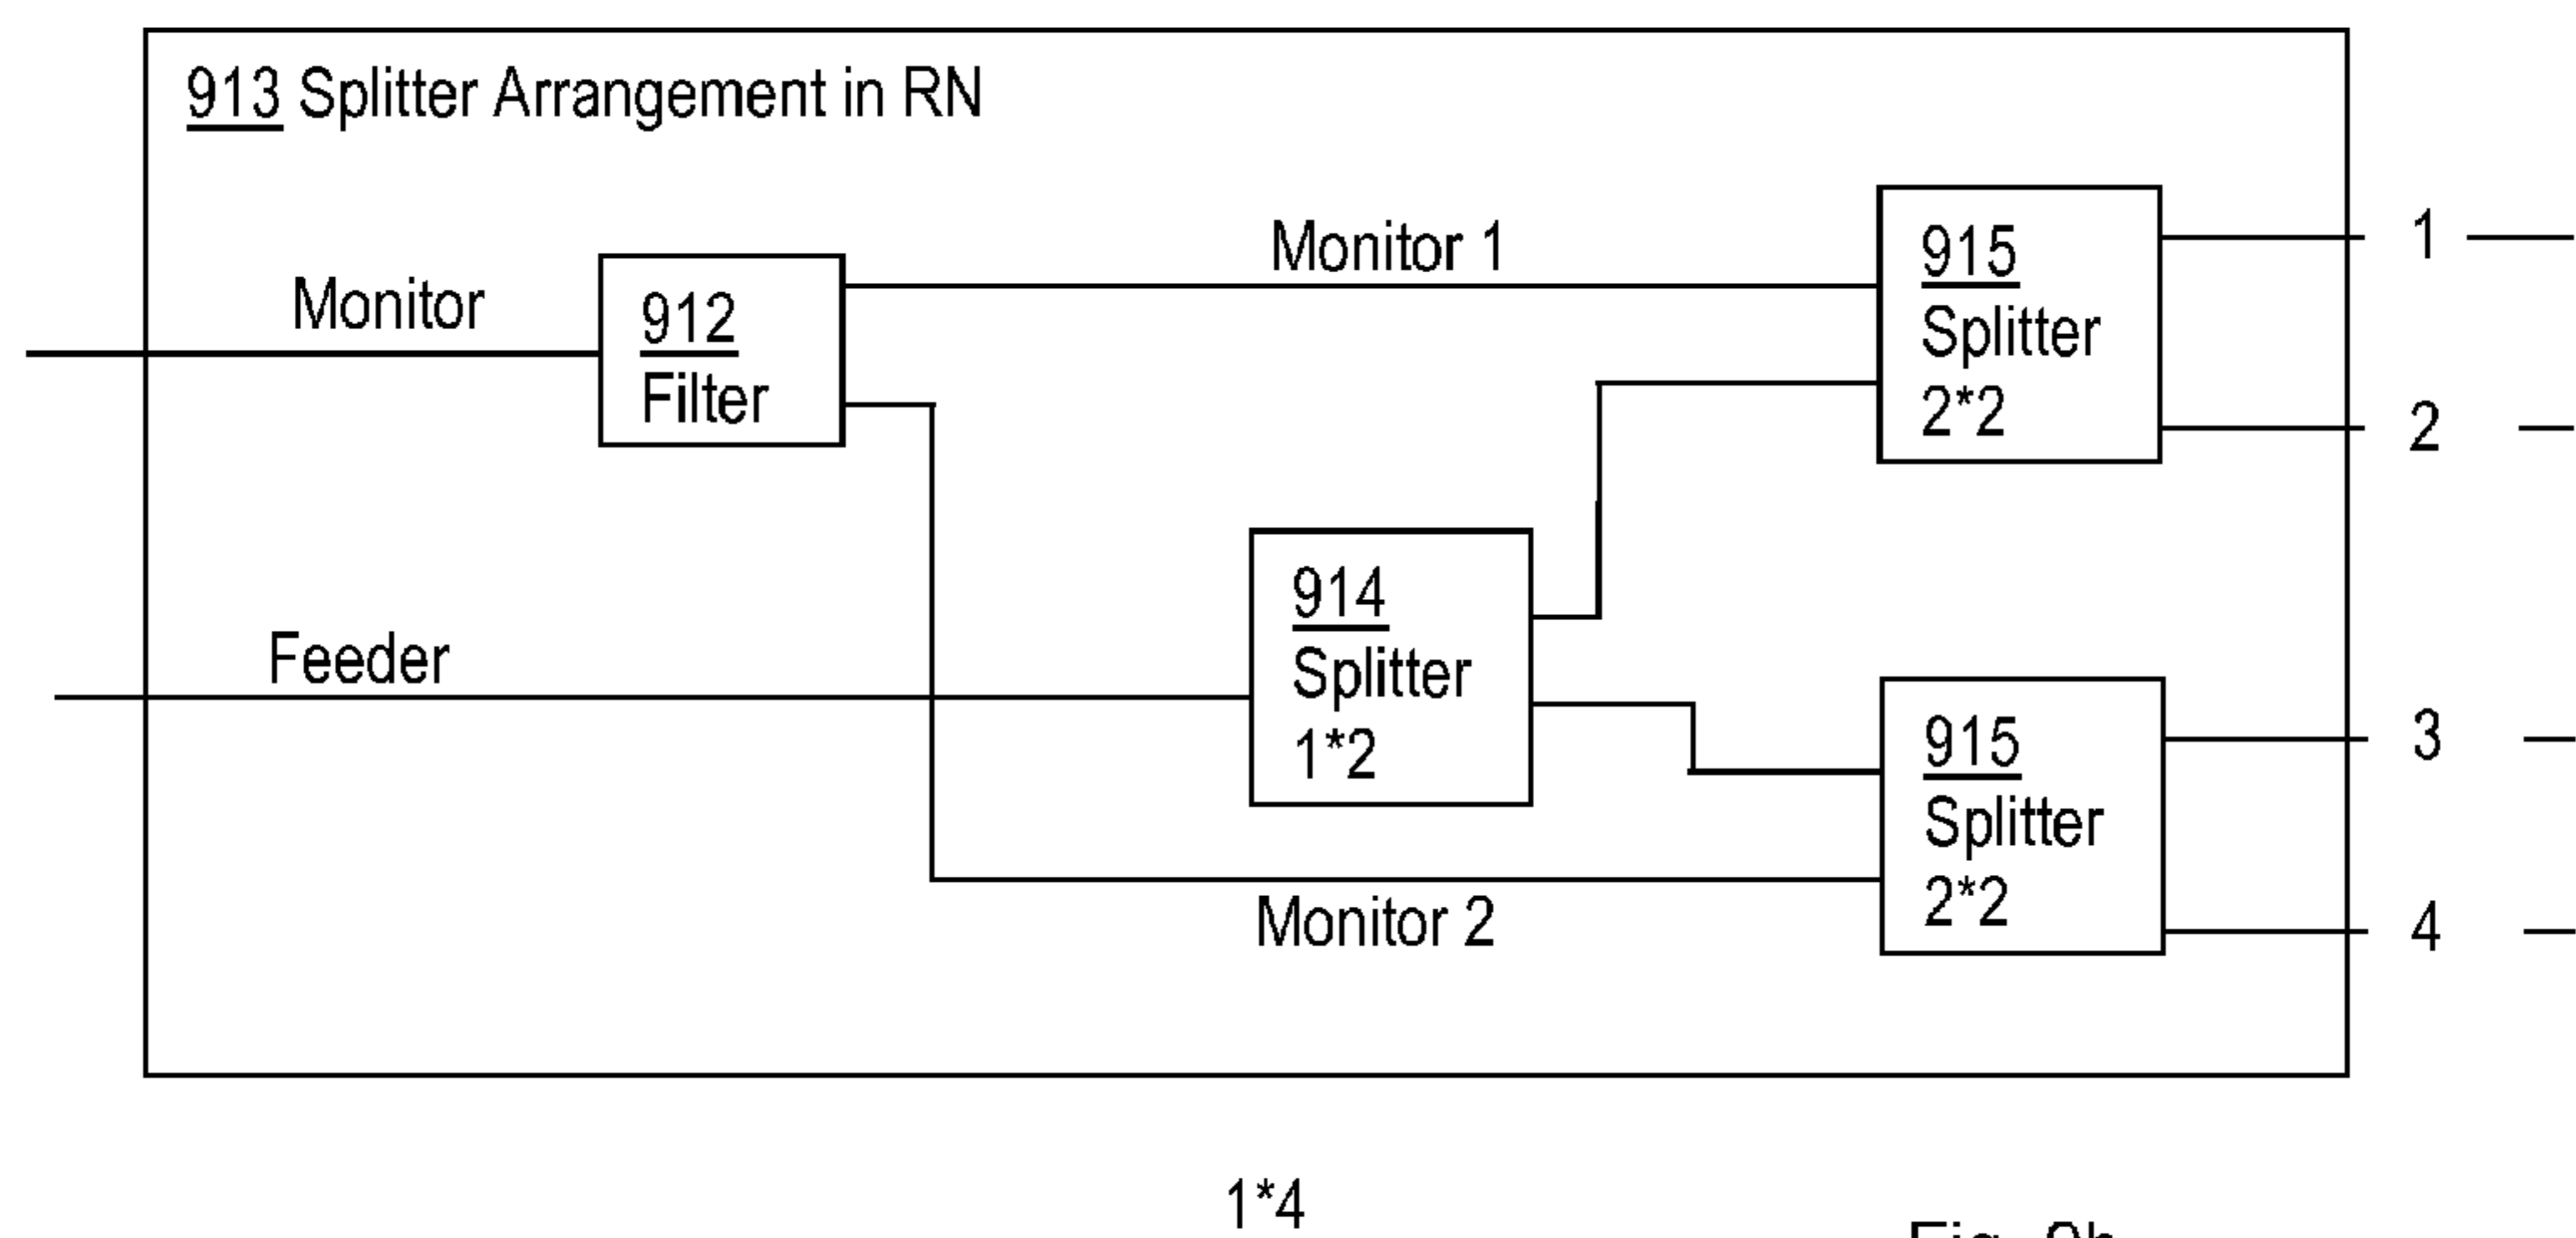 913 Splitter Arrangement in RN
Monitor
912
Filter
Monitor 1
915
Splitter
2*2
1
2
Feeder
914
Splitter
1*2
915
Splitter
2*2
3
4
Monitor 2
1*4